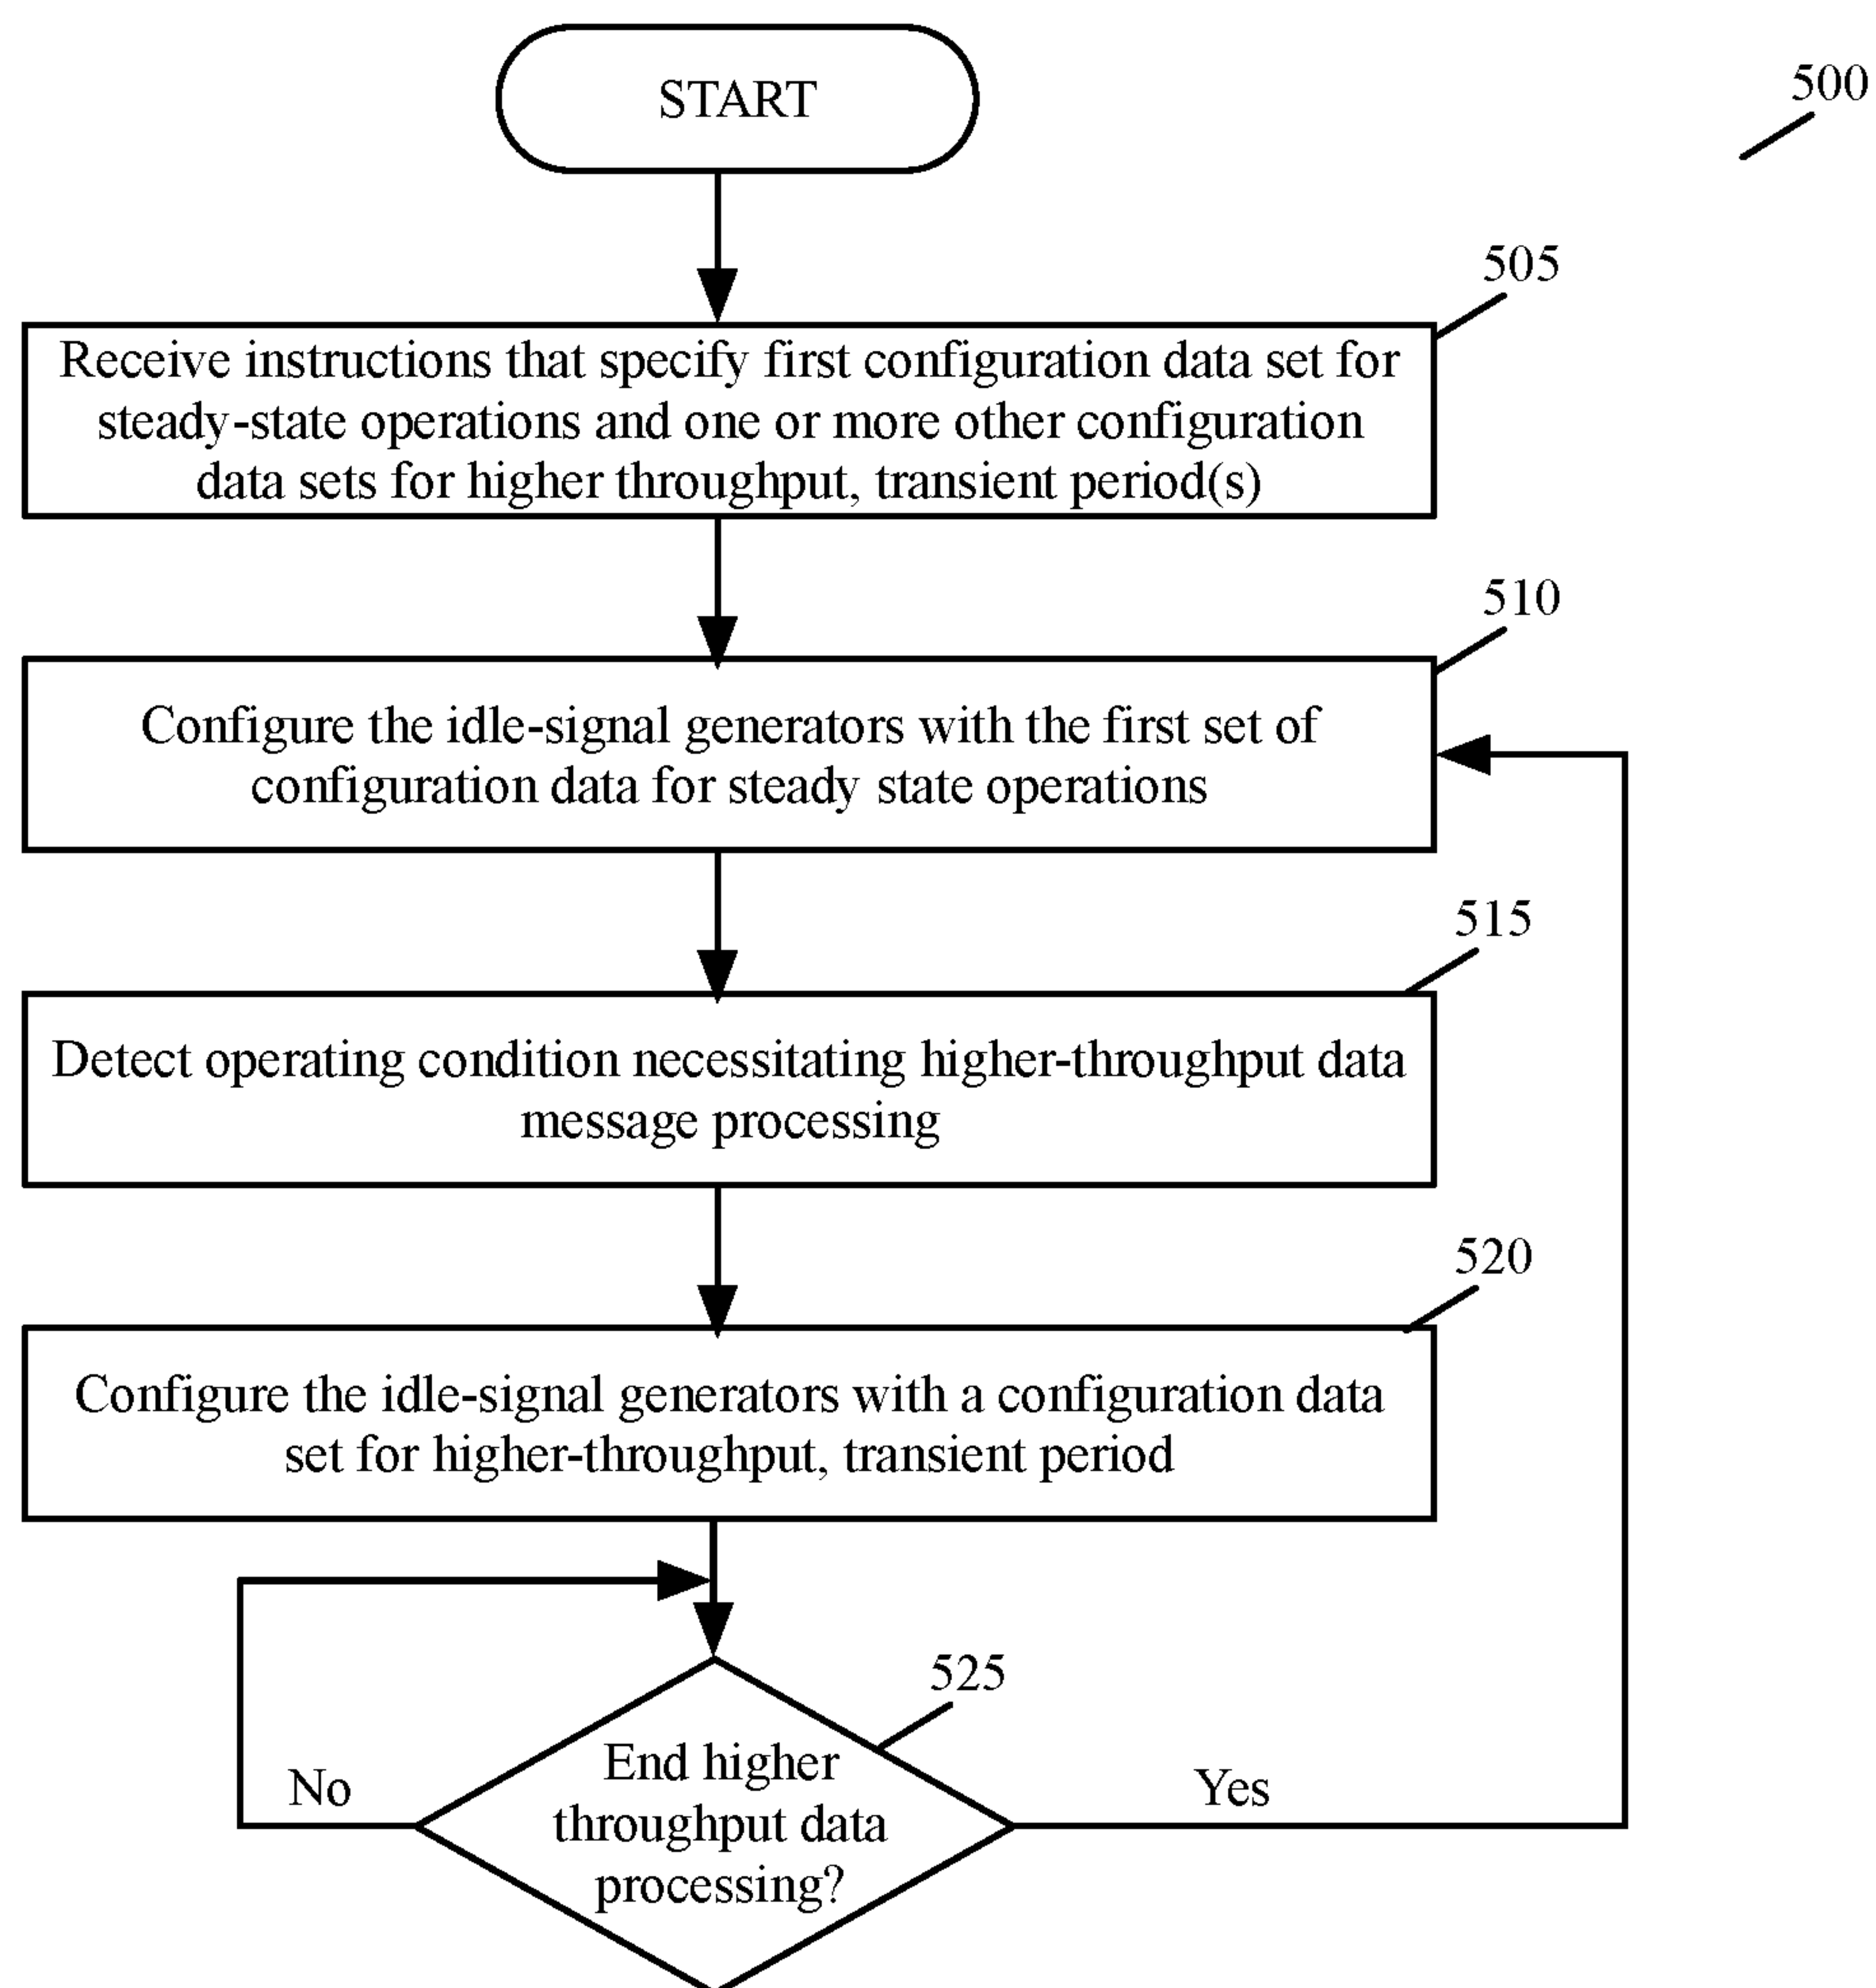 START
500
505
Receive instructions that specify first configuration data set for
steady-state operations and one or more other configuration
data sets for higher throughput, transient period(s)
510
Configure the idle-signal generators with the first set of
configuration data for steady state operations
515
Detect operating condition necessitating higher-throughput data
message processing
520
Configure the idle-signal generators with a configuration data
set for higher-throughput, transient period
525
End higher
throughput data
processing?
No
Yes